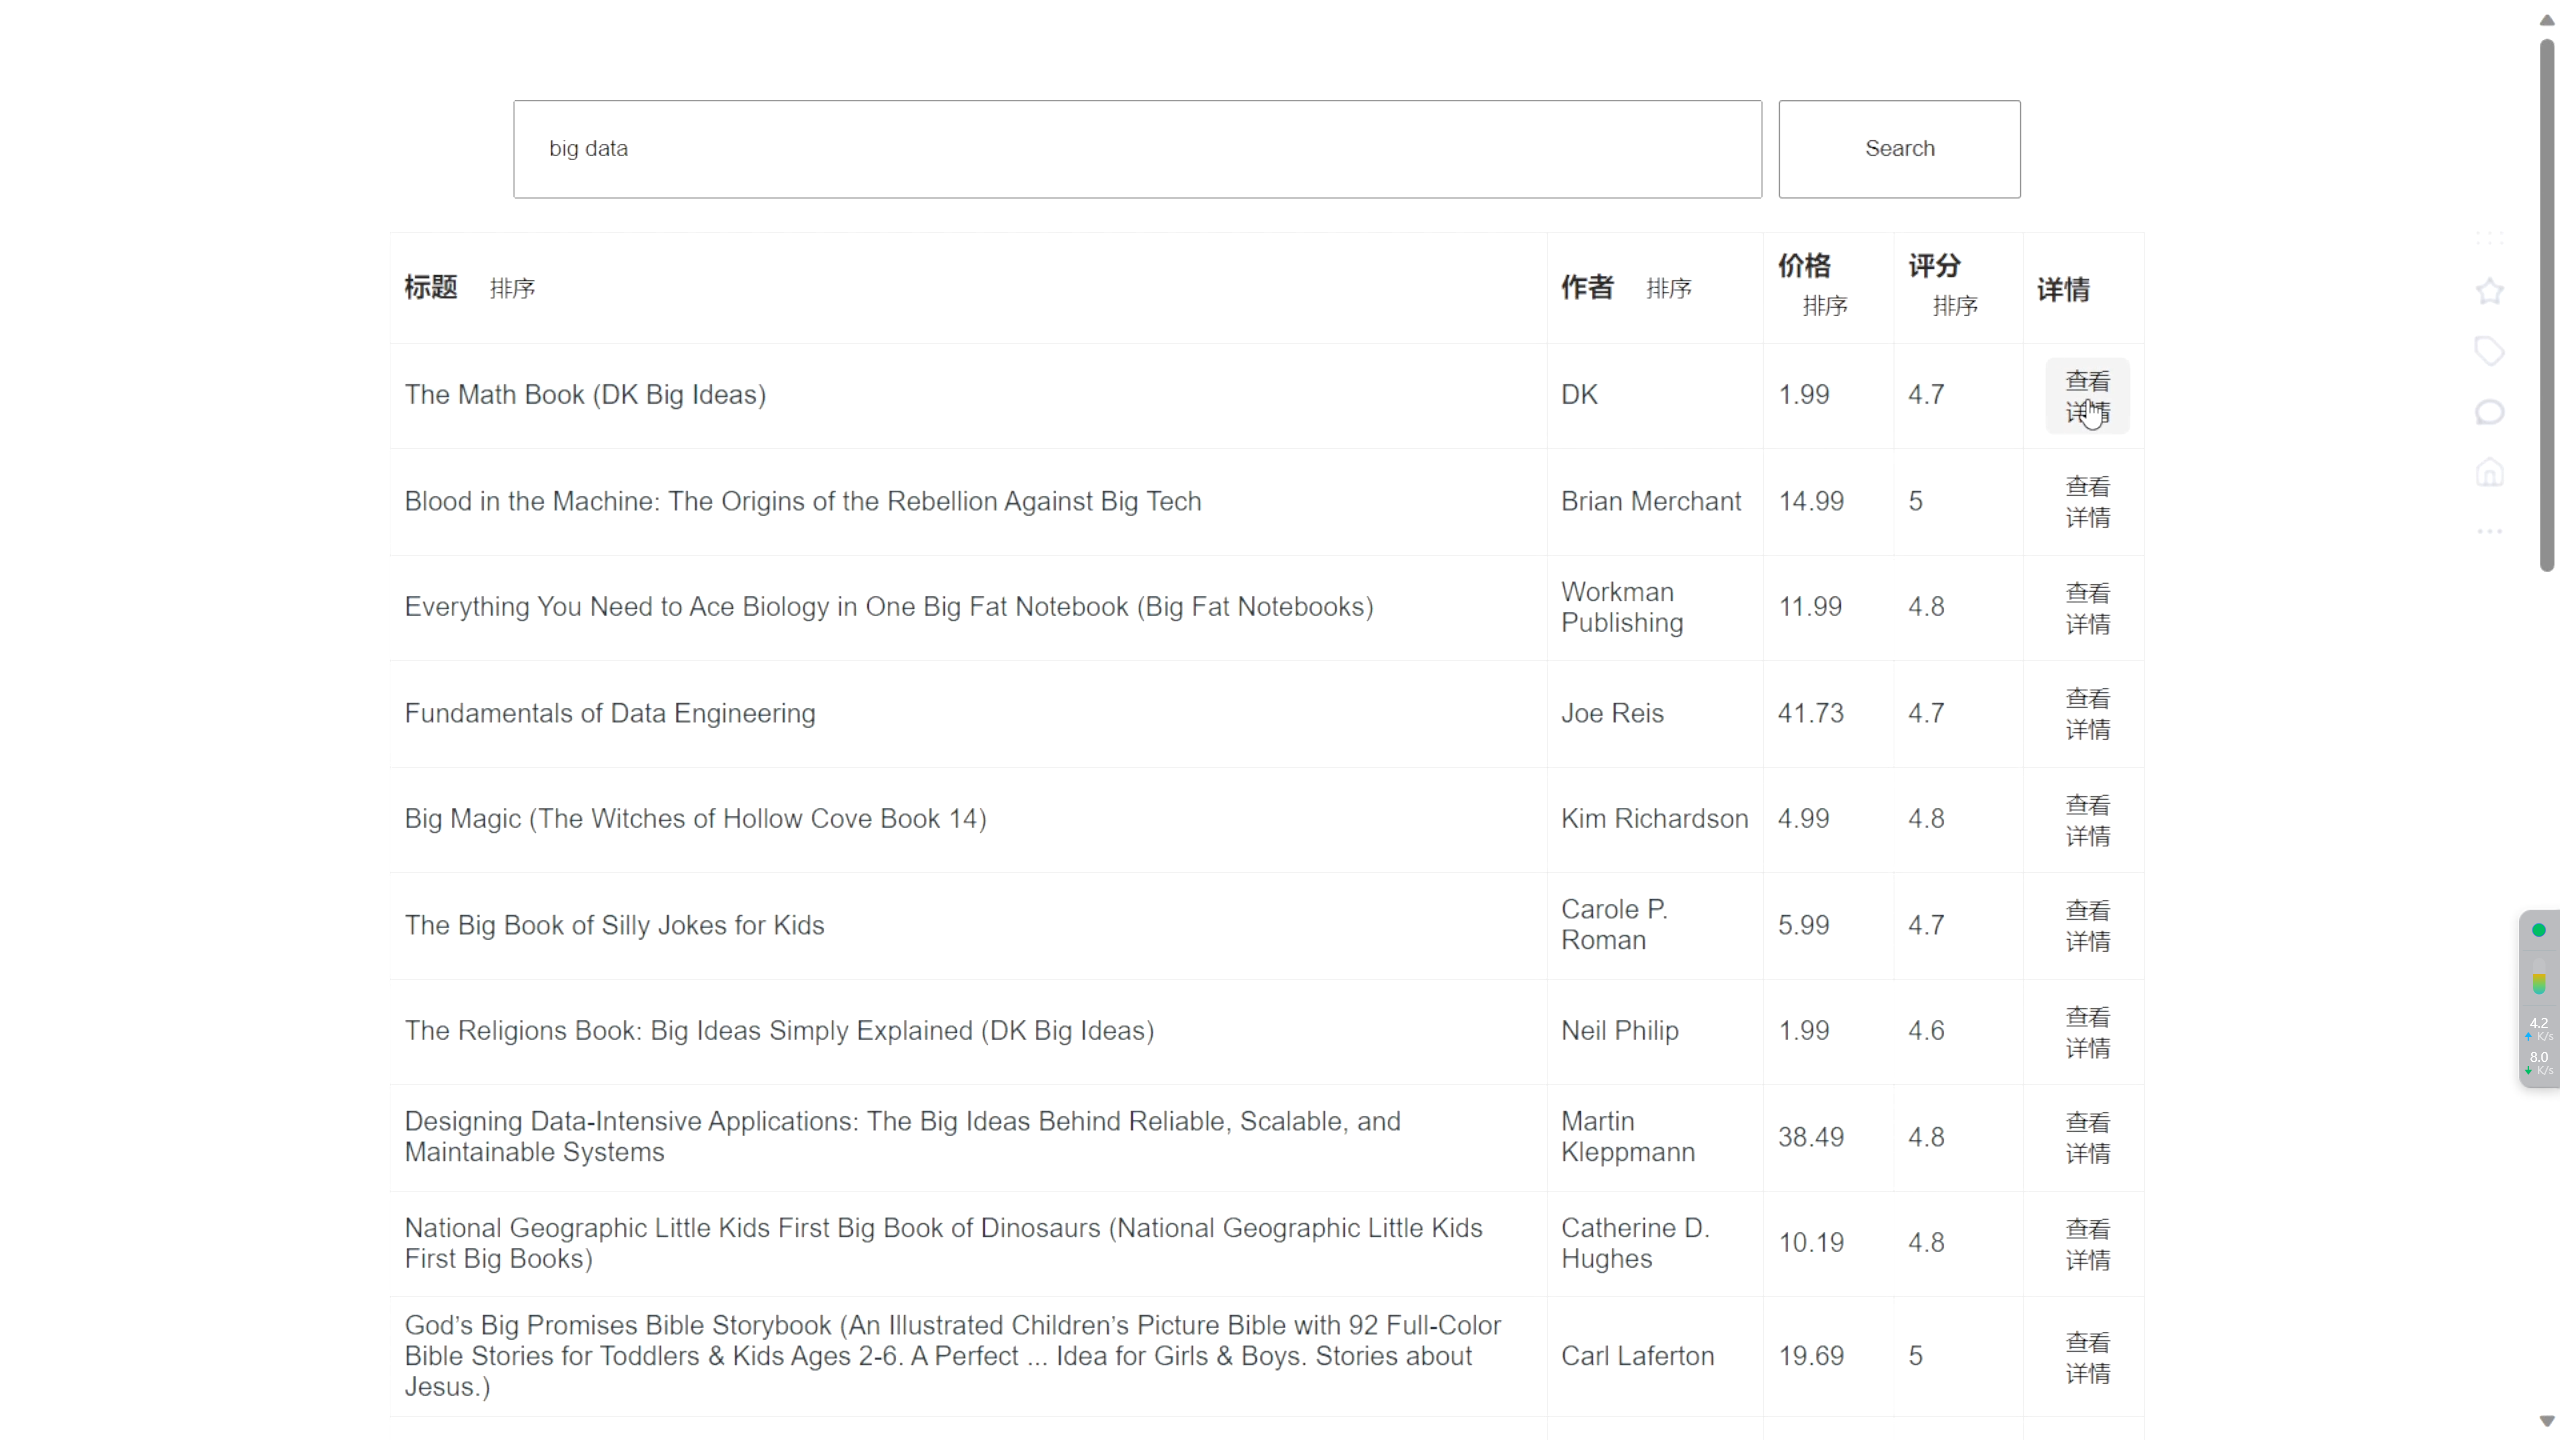 big data
Search
标题 排序
作者 排序
价格
排序
评分
排序
详情
The Math Book (DK Big Ideas)
DK
1.99
4.7
查看
详情
Blood in the Machine: The Origins of the Rebellion Against Big Tech
Brian Merchant
14.99
5
查看
详情
Everything You Need to Ace Biology in One Big Fat Notebook (Big Fat Notebooks)
Workman
Publishing
11.99
4.8
查看
详情
Fundamentals of Data Engineering
Joe Reis
41.73
4.7
查看
详情
Big Magic (The Witches of Hollow Cove Book 14)
Kim Richardson
4.99
4.8
查看
详情
The Big Book of Silly Jokes for Kids
Carole P.
Roman
5.99
4.7
查看
详情
The Religions Book: Big Ideas Simply Explained (DK Big Ideas)
Neil Philip
1.99
4.6
查看
详情
Designing Data-Intensive Applications: The Big Ideas Behind Reliable, Scalable, and
Maintainable Systems
Martin
Kleppmann
38.49
4.8
查看
详情
National Geographic Little Kids First Big Book of Dinosaurs (National Geographic Little Kids
First Big Books)
Catherine D.
Hughes
10.19
4.8
查看
详情
God’s Big Promises Bible Storybook (An Illustrated Children’s Picture Bible with 92 Full-Color
Bible Stories for Toddlers & Kids Ages 2-6. A Perfect ... Idea for Girls & Boys. Stories about
Jesus.)
Carl Laferton
19.69
5
查看
详情
4.2
K/s
8.0
K/s